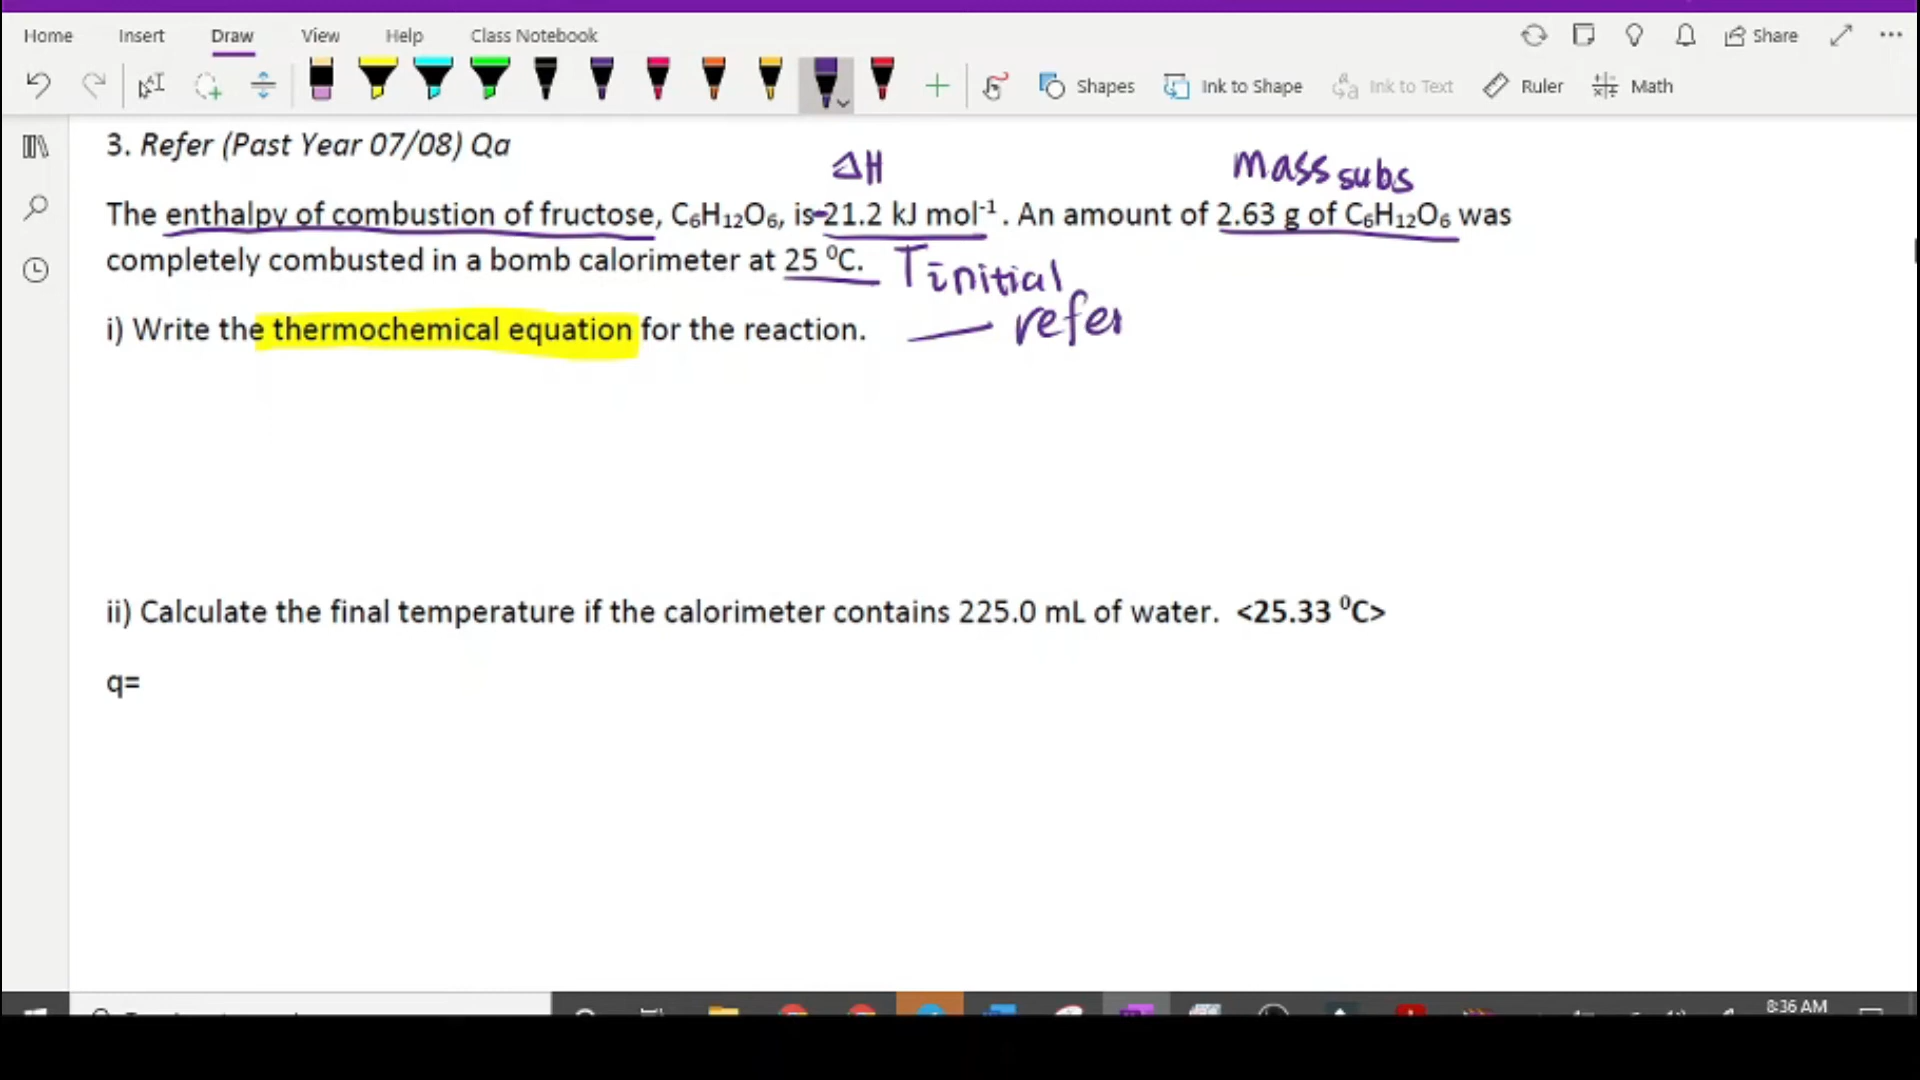 Home Insert Draw View Help Class Notebook Share
Shapes Ink to Shape Ink to Text Ruler Math
3. Refer (Past Year 07/08) Qa
ΔH mass subs
The enthalpy of combustion of fructose, C₆H₁₂O₆, is -21.2 kJ mol⁻¹ . An amount of 2.63 g of C₆H₁₂O₆ was
completely combusted in a bomb calorimeter at 25 ⁰C. T initial
i) Write the thermochemical equation for the reaction. — refer
ii) Calculate the final temperature if the calorimeter contains 225.0 mL of water. <25.33 ⁰C>
q=
8:36 AM